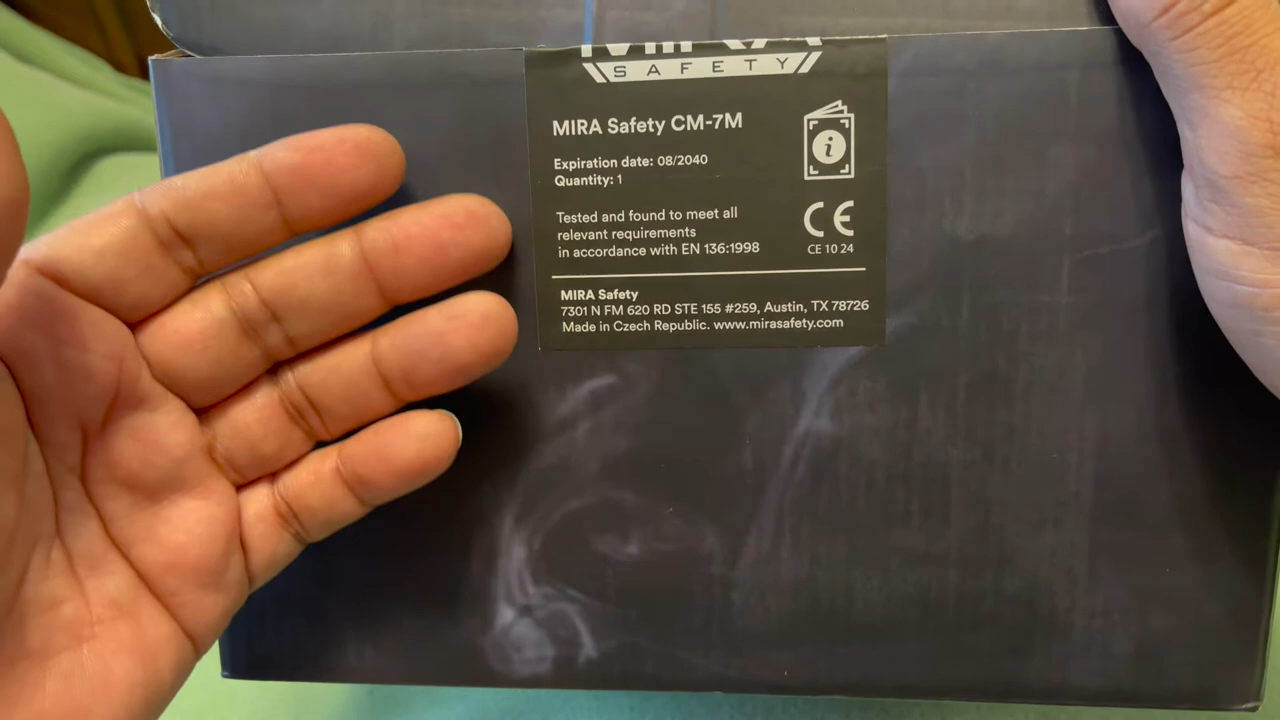 MIRA
SAFETY
MIRA Safety CM-7M
Expiration date: 08/2040
Quantity: 1
Tested and found to meet all
relevant requirements
in accordance with EN 136:1998
CE
CE 10 24
MIRA Safety
7301 N FM 620 RD STE 155 #259, Austin, TX 78726
Made in Czech Republic. www.mirasafety.com